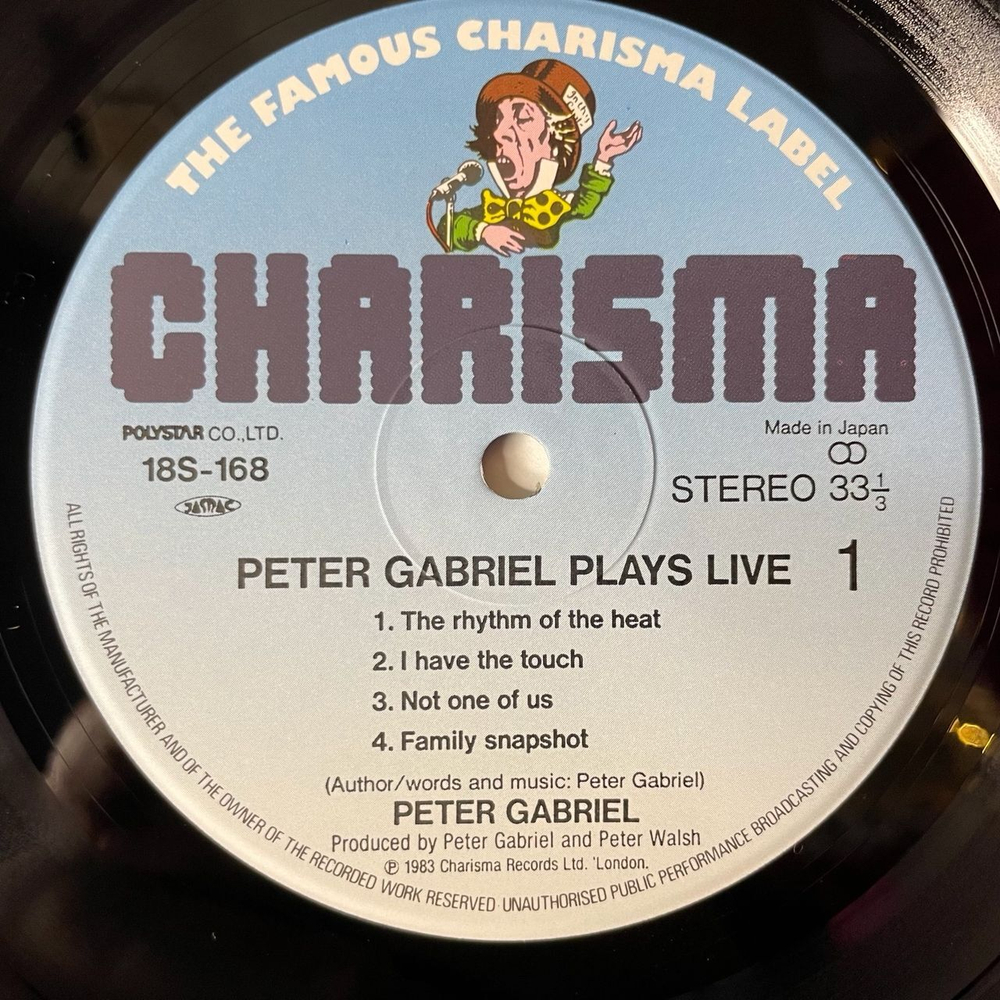 THE FAMOUS CHARISMA LABEL
In this
CHARISMA
POLYSTAR CO.,LTD.
Made in Japan
18S-168
STEREO 33 1/3
JASRAC
PETER GABRIEL PLAYS LIVE 1
1. The rhythm of the heat
2. I have the touch
3. Not one of us
4. Family snapshot
(Author/words and music: Peter Gabriel)
PETER GABRIEL
Produced by Peter Gabriel and Peter Walsh
℗ 1983 Charisma Records Ltd. 'London.
ALL RIGHTS OF THE MANUFACTURER AND OF THE OWNER OF THE RECORDED WORK RESERVED UNAUTHORISED PUBLIC PERFORMANCE BROADCASTING AND COPYING OF THIS RECORD PROHIBITED